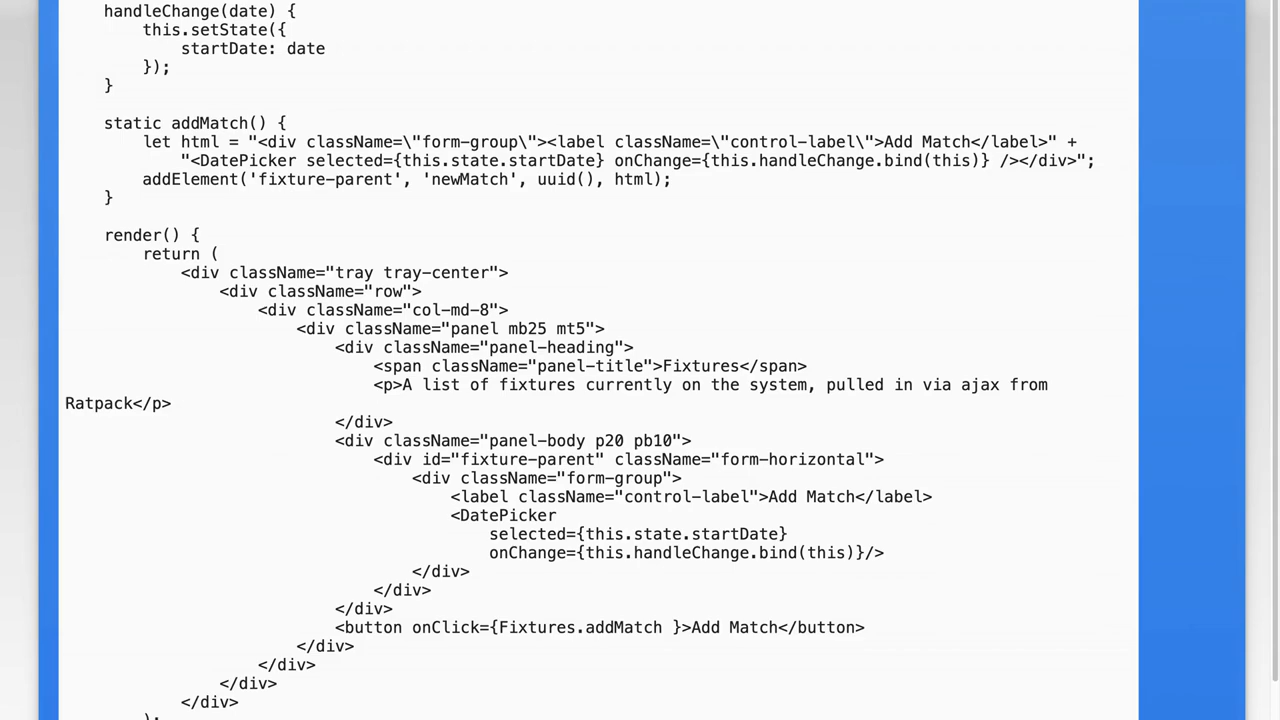 handleChange(date) {
this.setState({
startDate: date
});
}
static addMatch() {
let html = "<div className=\"form-group\"><label className=\"control-label\">Add Match</label>" +
"<DatePicker selected={this.state.startDate} onChange={this.handleChange.bind(this)} /></div>";
addElement('fixture-parent', 'newMatch', uuid(), html);
}
render() {
return (
<div className="tray tray-center">
<div className="row">
<div className="col-md-8">
<div className="panel mb25 mt5">
<div className="panel-heading">
<span className="panel-title">Fixtures</span>
<p>A list of fixtures currently on the system, pulled in via ajax from
Ratpack</p>
</div>
<div className="panel-body p20 pb10">
<div id="fixture-parent" className="form-horizontal">
<div className="form-group">
<label className="control-label">Add Match</label>
<DatePicker
selected={this.state.startDate}
onChange={this.handleChange.bind(this)}/>
</div>
</div>
</div>
<button onClick={Fixtures.addMatch }>Add Match</button>
</div>
</div>
</div>
</div>
);